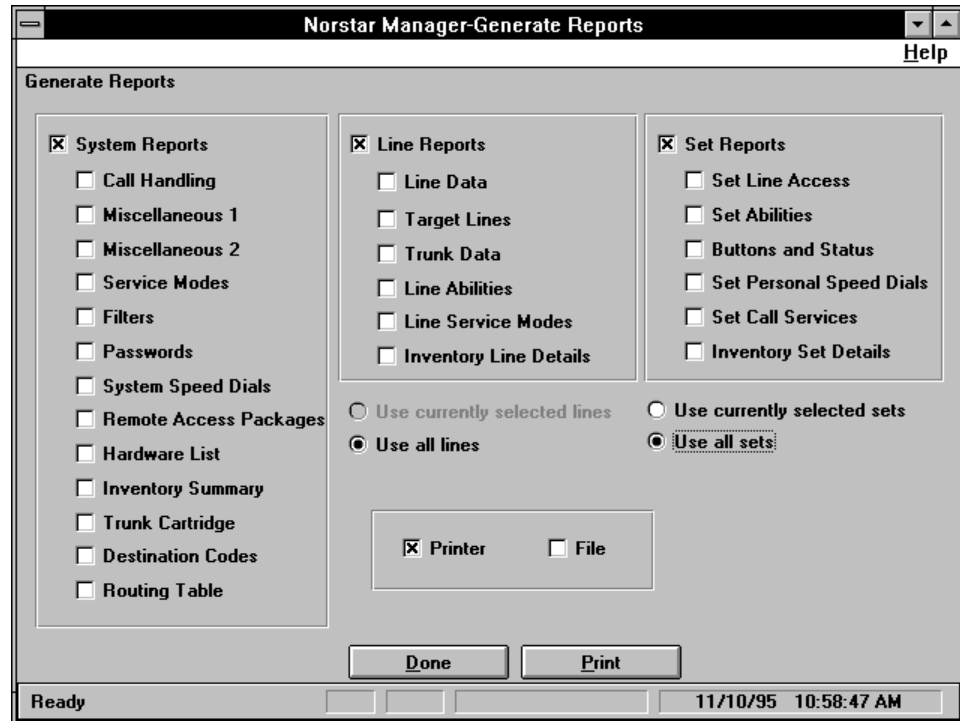 Norstar Manager-Generate Reports
Help
Generate Reports
System Reports
Call Handling
Miscellaneous 1
Miscellaneous 2
Service Modes
Filters
Passwords
System Speed Dials
Remote Access Packages
Hardware List
Inventory Summary
Trunk Cartridge
Destination Codes
Routing Table
Line Reports
Line Data
Target Lines
Trunk Data
Line Abilities
Line Service Modes
Inventory Line Details
Use currently selected lines
Use all lines
Set Reports
Set Line Access
Set Abilities
Buttons and Status
Set Personal Speed Dials
Set Call Services
Inventory Set Details
Use currently selected sets
Use all sets
Printer File
Done Print
Ready 11/10/95 10:58:47 AM